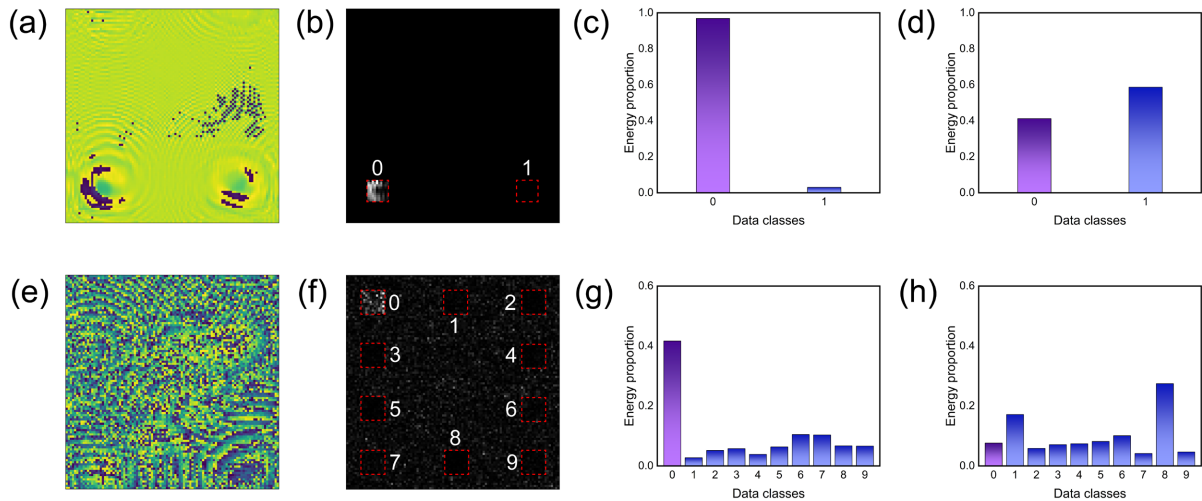 (a)
(b)
0
1
(c)
Energy proportion
1.0
0.8
0.6
0.4
0.2
0.0
0 1
Data classes
(d)
Energy proportion
1.0
0.8
0.6
0.4
0.2
0.0
0 1
Data classes
(e)
(f)
0
1
2
3
4
5
6
7
8
9
(g)
Energy proportion
0.6
0.4
0.2
0.0
0 1 2 3 4 5 6 7 8 9
Data classes
(h)
Energy proportion
0.6
0.4
0.2
0.0
0 1 2 3 4 5 6 7 8 9
Data classes